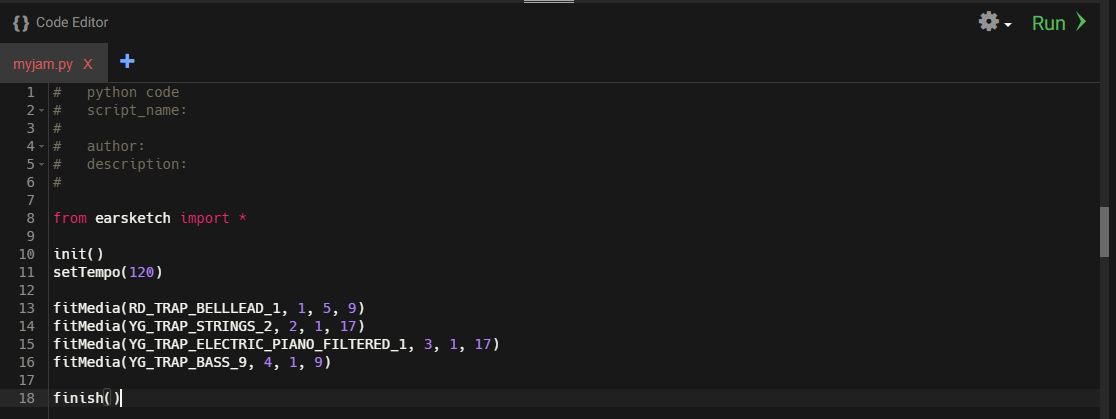 {} Code Editor
Run
myjam.py X
+
1 #   python code
2 #   script_name:
3 #
4 #   author:
5 #   description:
6 #
7
8 from earsketch import *
9
10 init()
11 setTempo(120)
12
13 fitMedia(RD_TRAP_BELLLEAD_1, 1, 5, 9)
14 fitMedia(YG_TRAP_STRINGS_2, 2, 1, 17)
15 fitMedia(YG_TRAP_ELECTRIC_PIANO_FILTERED_1, 3, 1, 17)
16 fitMedia(YG_TRAP_BASS_9, 4, 1, 9)
17
18 finish()